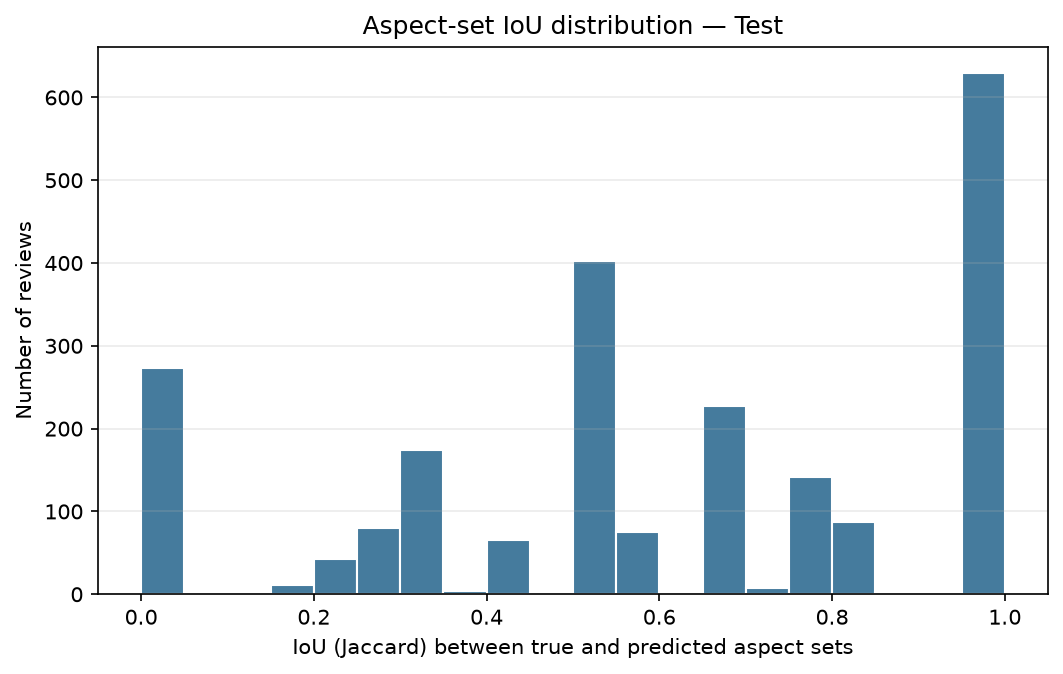 Aspect-set IoU distribution — Test
Number of reviews
600
500
400
300
200
100
0
0.0 0.2 0.4 0.6 0.8 1.0
IoU (Jaccard) between true and predicted aspect sets